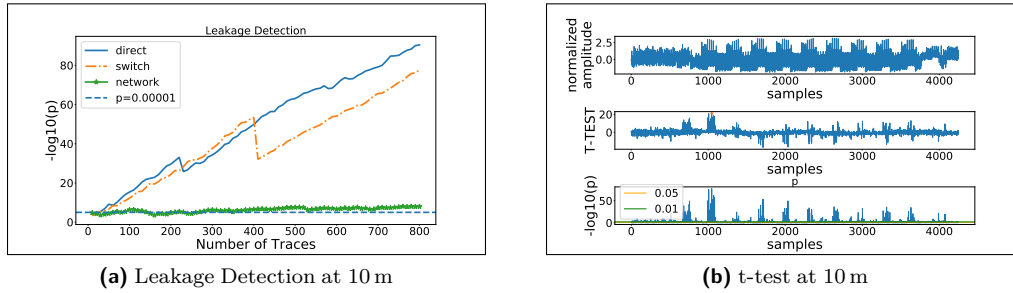 Leakage Detection
direct
switch
network
p=0.00001
-log10(p)
80
60
40
20
0
0 100 200 300 400 500 600 700 800
Number of Traces
(a) Leakage Detection at 10 m
normalized
amplitude
2.5
0.0
0 1000 2000 3000 4000
samples
T-TEST
20
0
0 1000 2000 3000 4000
samples
p
-log10(p)
50
0
0.05
0.01
0 1000 2000 3000 4000
samples
(b) t-test at 10 m